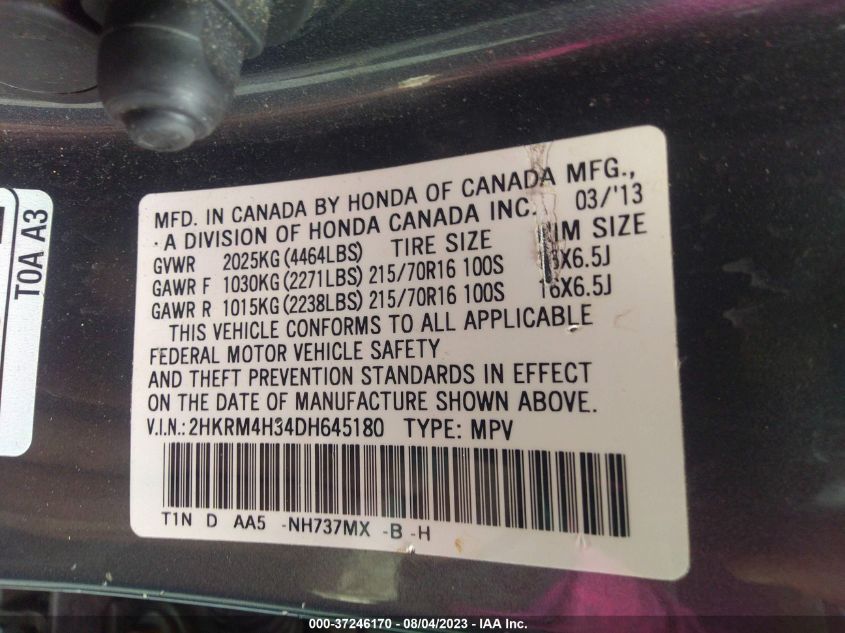 MFD. IN CANADA BY HONDA OF CANADA MFG.,
A DIVISION OF HONDA CANADA INC. 03/'13
GVWR 2025KG (4464LBS) TIRE SIZE SIZE
GAWR F 1030KG (2271LBS) 215/70R16 100S X6.5J
GAWR R 1015KG (2238LBS) 215/70R16 100S 16X6.5J
THIS VEHICLE CONFORMS TO ALL APPLICABLE
FEDERAL MOTOR VEHICLE SAFETY
AND THEFT PREVENTION STANDARDS IN EFFECT
ON THE DATE OF MANUFACTURE SHOWN ABOVE.
V.I.N.: 2HKRM4H34DH645180 TYPE: MPV
T1N D AA5 -NH737MX -B -H
T0A A3
000-37246170 - 08/04/2023 - IAA Inc.